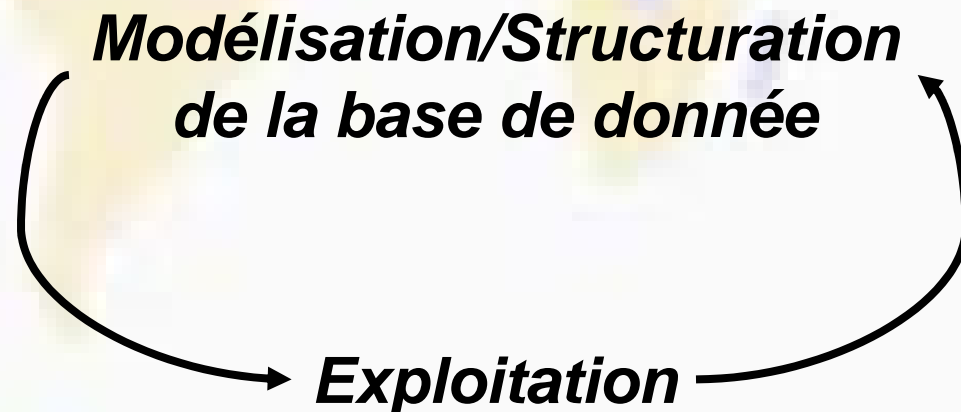 Modélisation/Structuration
de la base de donnée
Exploitation